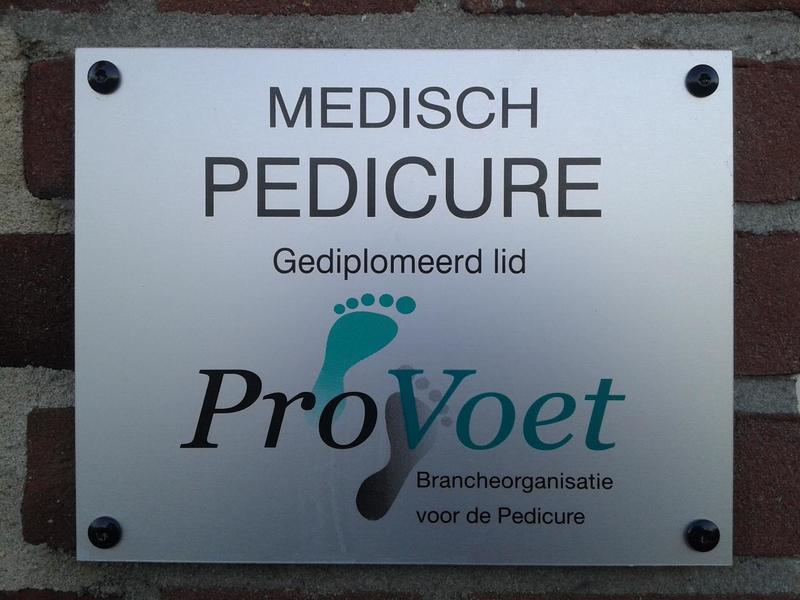 MEDISCH
PEDICURE
Gediplomeerd lid
ProVoet
Brancheorganisatie
voor de Pedicure